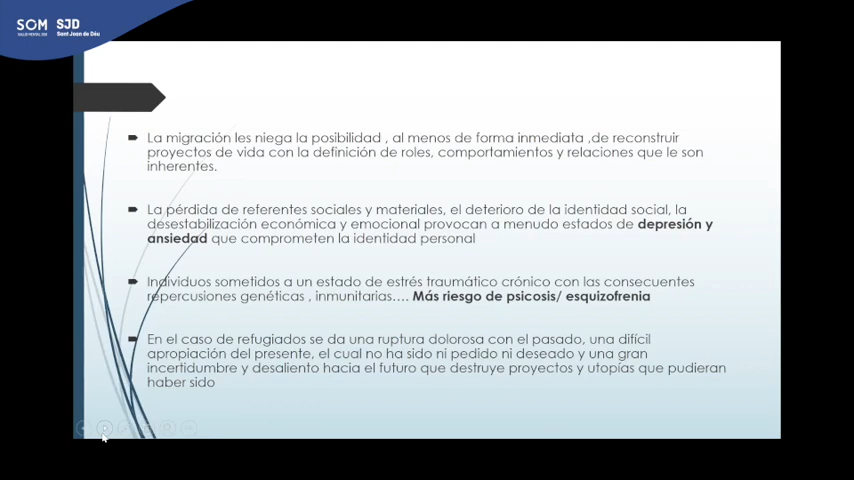 SOM
SALUD MENTAL 360
SJD
Sant Joan de Déu
La migración les niega la posibilidad , al menos de forma inmediata ,de reconstruir
proyectos de vida con la definición de roles, comportamientos y relaciones que le son
inherentes.
La pérdida de referentes sociales y materiales, el deterioro de la identidad social, la
desestabilización económica y emocional provocan a menudo estados de depresión y
ansiedad que comprometen la identidad personal
Individuos sometidos a un estado de estrés traumático crónico con las consecuentes
repercusiones genéticas , inmunitarias…. Más riesgo de psicosis/ esquizofrenia
En el caso de refugiados se da una ruptura dolorosa con el pasado, una difícil
apropiación del presente, el cual no ha sido ni pedido ni deseado y una gran
incertidumbre y desaliento hacia el futuro que destruye proyectos y utopías que pudieran
haber sido